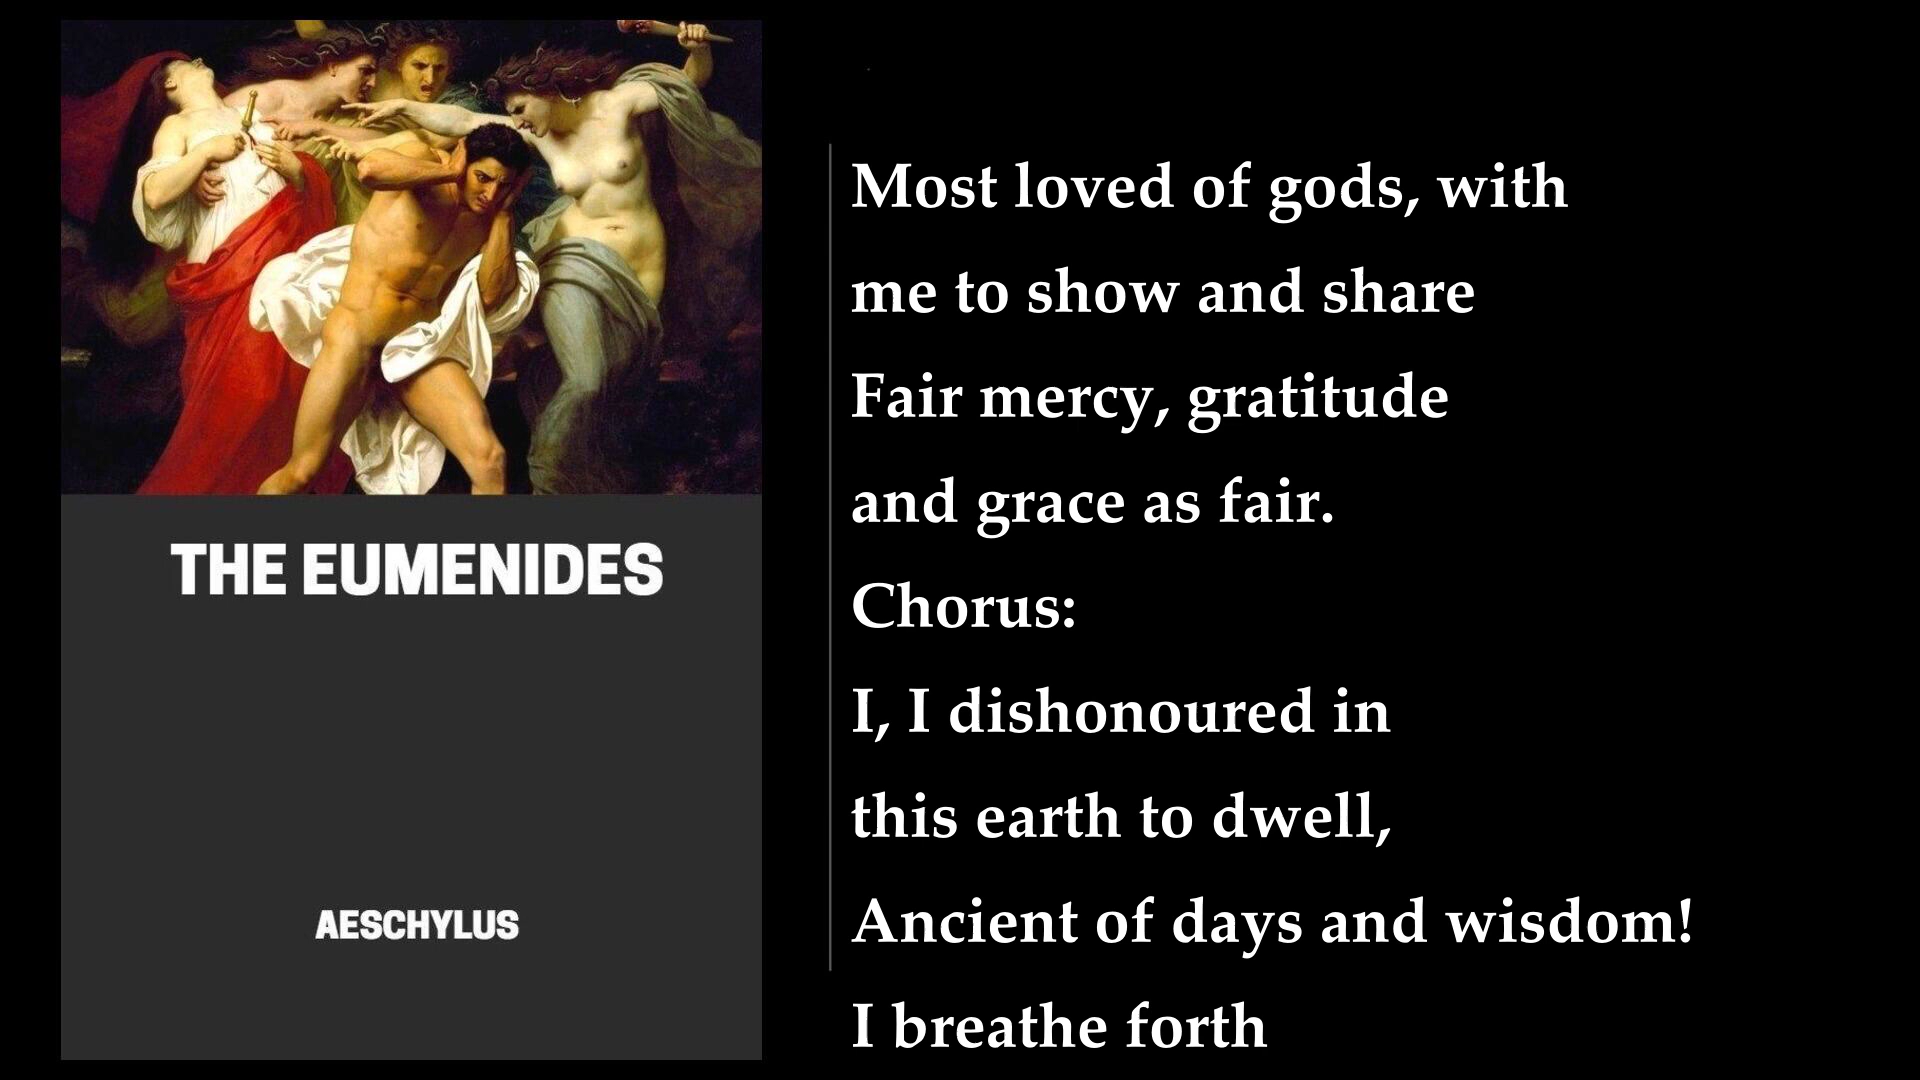 THE EUMENIDES
AESCHYLUS
Most loved of gods, with
me to show and share
Fair mercy, gratitude
and grace as fair.
Chorus:
I, I dishonoured in
this earth to dwell,
Ancient of days and wisdom!
I breathe forth